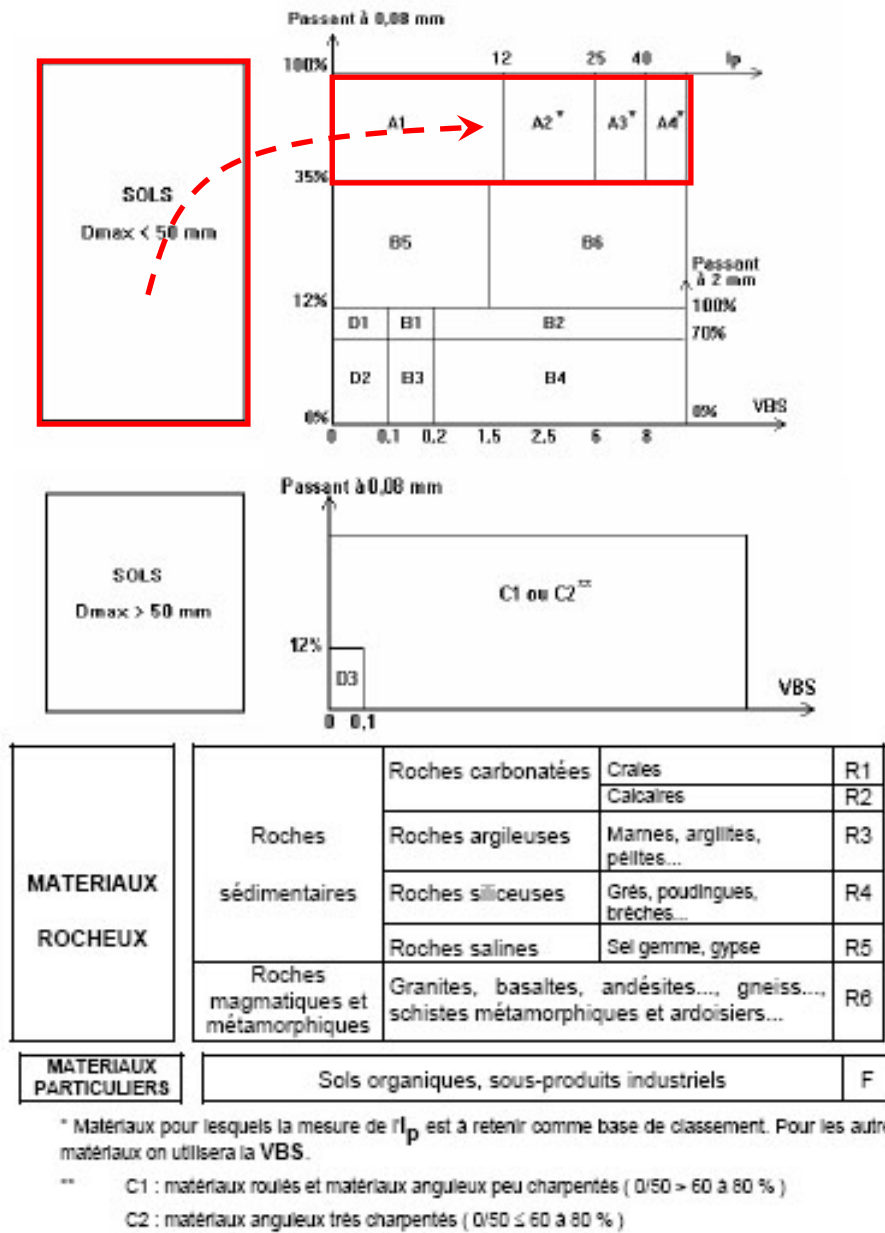 Passant à 0,08 mm
100%
12
25
40
Ip
A1
A2*
A3*
A4*
35%
SOLS
Dmax < 50 mm
B5
B6
Passant
à 2 mm
12%
100%
D1
B1
B2
70%
D2
B3
B4
0%
0%
VBS
0
0.1
0,2
1,5
2.5
6
8
Passant à 0,08 mm
SOLS
Dmax > 50 mm
C1 ou C2**
12%
D3
VBS
0
0,1
MATERIAUX
ROCHEUX
Roches
sédimentaires
Roches carbonatées
Craies
R1
Calcaires
R2
Roches argileuses
Marnes, argilites,
pélites...
R3
Roches siliceuses
Grés, poudingues,
brèches...
R4
Roches salines
Sel gemme, gypse
R5
Roches
magmatiques et
métamorphiques
Granites, basaltes, andésites..., gneiss...,
schistes métamorphiques et ardoisiers...
R6
MATERIAUX
PARTICULIERS
Sols organiques, sous-produits industriels
F
* Matériaux pour lesquels la mesure de l'Ip est à retenir comme base de classement. Pour les autre
matériaux on utilisera la VBS.
** C1 : matériaux roulés et matériaux anguleux peu charpentés ( 0/50 > 60 à 80 % )
C2 : matériaux anguleux très charpentés ( 0/50 ≤ 60 à 80 % )